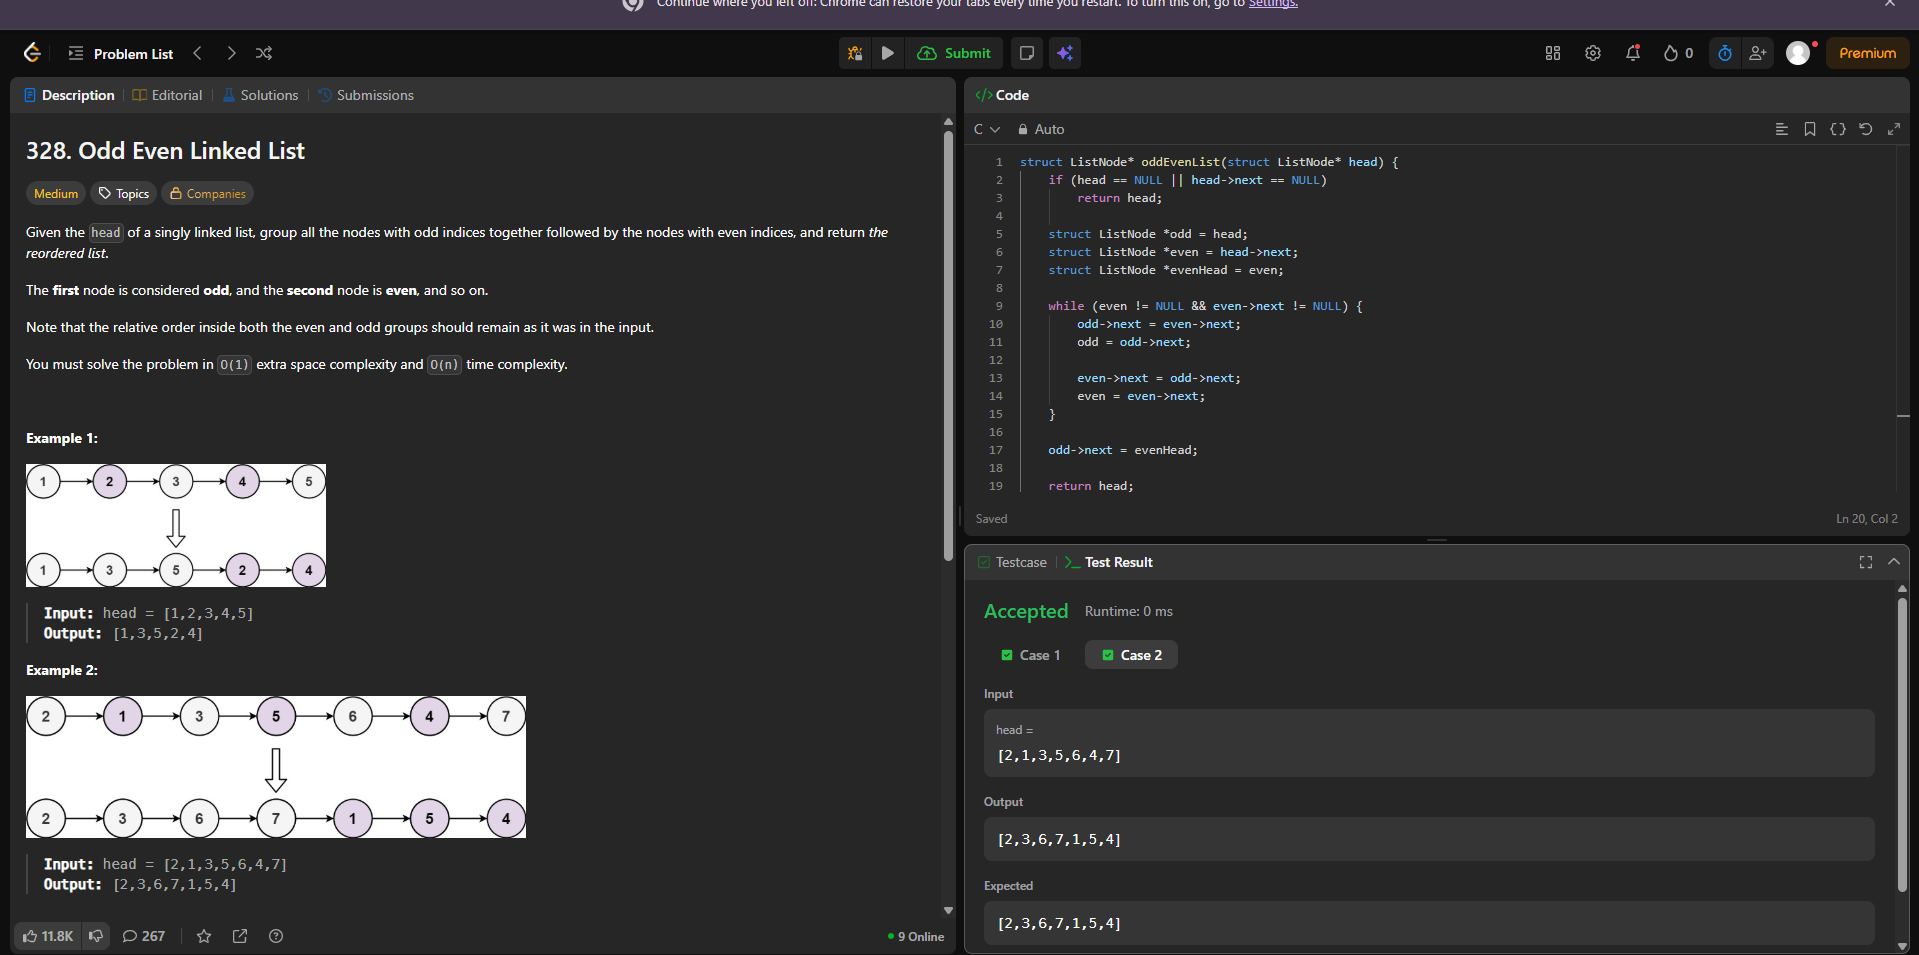 Continue where you left off: Chrome can restore your tabs every time you restart. To turn this on, go to Settings.
Problem List
Submit
0
Premium
Description
Editorial
Solutions
Submissions
328. Odd Even Linked List
Medium
Topics
Companies
Given the head of a singly linked list, group all the nodes with odd indices together followed by the nodes with even indices, and return the
reordered list.
The first node is considered odd, and the second node is even, and so on.
Note that the relative order inside both the even and odd groups should remain as it was in the input.
You must solve the problem in O(1) extra space complexity and O(n) time complexity.
Example 1:
1 2 3 4 5
1 3 5 2 4
Input: head = [1,2,3,4,5]
Output: [1,3,5,2,4]
Example 2:
2 1 3 5 6 4 7
2 3 6 7 1 5 4
Input: head = [2,1,3,5,6,4,7]
Output: [2,3,6,7,1,5,4]
11.8K
267
9 Online
</> Code
C
Auto
1 struct ListNode* oddEvenList(struct ListNode* head) {
2 if (head == NULL || head->next == NULL)
3 return head;
4
5 struct ListNode *odd = head;
6 struct ListNode *even = head->next;
7 struct ListNode *evenHead = even;
8
9 while (even != NULL && even->next != NULL) {
10 odd->next = even->next;
11 odd = odd->next;
12
13 even->next = odd->next;
14 even = even->next;
15 }
16
17 odd->next = evenHead;
18
19 return head;
Saved
Ln 20, Col 2
Testcase
>_ Test Result
Accepted
Runtime: 0 ms
Case 1
Case 2
Input
head =
[2,1,3,5,6,4,7]
Output
[2,3,6,7,1,5,4]
Expected
[2,3,6,7,1,5,4]